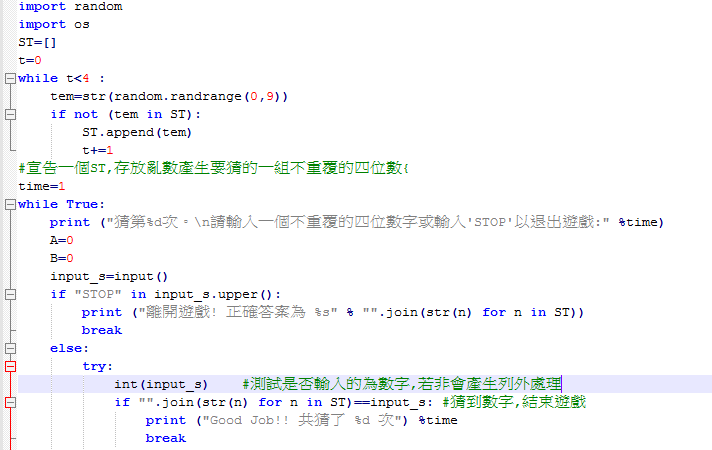 import random
import os
ST=[]
t=0
while t<4 :
    tem=str(random.randrange(0,9))
    if not (tem in ST):
        ST.append(tem)
        t+=1
#宣告一個ST,存放亂數產生要猜的一組不重覆的四位數{
time=1
while True:
    print ("猜第%d次。\n請輸入一個不重覆的四位數字或輸入'STOP'以退出遊戲:" %time)
    A=0
    B=0
    input_s=input()
    if "STOP" in input_s.upper():
        print ("離開遊戲! 正確答案為 %s" % "".join(str(n) for n in ST))
        break
    else:
        try:
            int(input_s)    #測試是否輸入的為數字,若非會產生列外處理
            if "".join(str(n) for n in ST)==input_s: #猜到數字,結束遊戲
                print ("Good Job!! 共猜了 %d 次") %time
                break